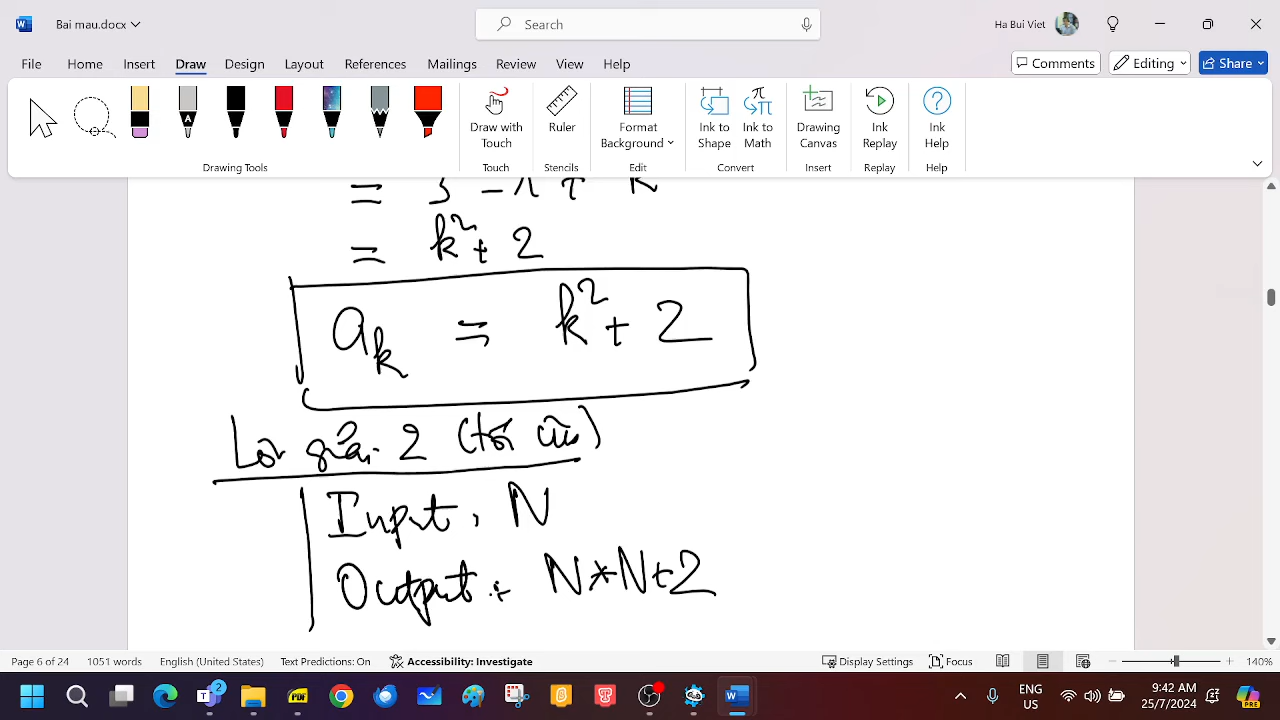 Bai mau.docx
Search
Ha Bui Viet
File Home Insert Draw Design Layout References Mailings Review View Help
Comments Editing Share
A
Draw with Touch
Ruler
Format Background
Ink to Shape
Ink to Math
Drawing Canvas
Ink Replay
Ink Help
Drawing Tools Touch Stencils Edit Convert Insert Replay Help
= k² + 2
a_k = k² + 2
Lời giải 2 (tối ưu)
Input: N
Output: N*N+2
Page 6 of 24 1051 words English (United States) Text Predictions: On Accessibility: Investigate Display Settings Focus 140%
2 PDF ENG US 9:42 AM 25/7/2024 PRE